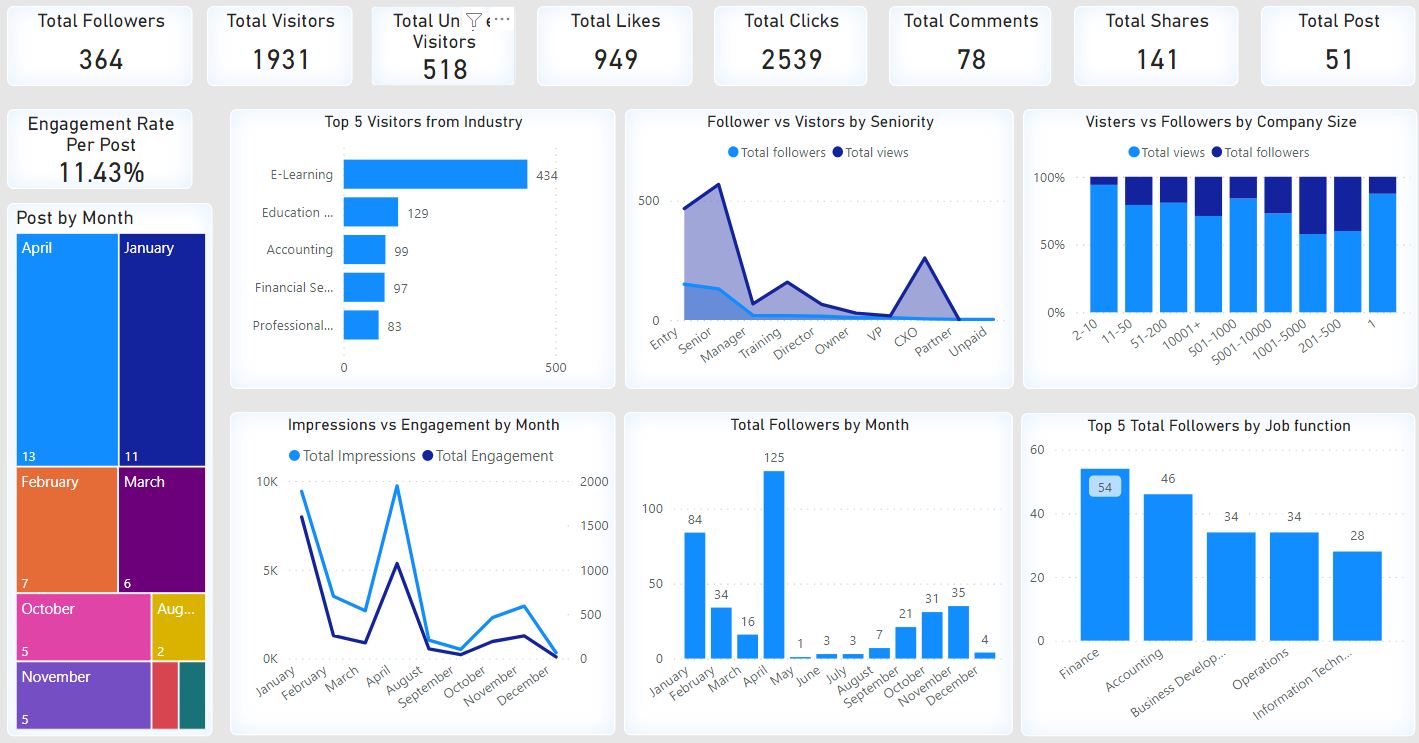 Total Followers
364
Total Visitors
1931
Total Un e ...
Visitors
518
Total Likes
949
Total Clicks
2539
Total Comments
78
Total Shares
141
Total Post
51
Engagement Rate
Per Post
11.43%
Post by Month
April
13
January
11
February
7
March
6
October
5
Aug...
2
November
5
Top 5 Visitors from Industry
E-Learning
434
Education ...
129
Accounting
99
Financial Se...
97
Professional...
83
0
500
Follower vs Vistors by Seniority
Total followers
Total views
500
0
Entry
Senior
Manager
Training
Director
Owner
VP
CXO
Partner
Unpaid
Visters vs Followers by Company Size
Total views
Total followers
100%
50%
0%
2-10
11-50
51-200
10001+
501-1000
5001-10000
1001-5000
201-500
1
Impressions vs Engagement by Month
Total Impressions
Total Engagement
10K
5K
0K
2000
1500
1000
500
0
January
February
March
April
August
September
October
November
December
Total Followers by Month
100
50
0
84
34
16
125
1
3
3
7
21
31
35
4
January
February
March
April
May
June
July
August
September
October
November
December
Top 5 Total Followers by Job function
60
40
20
0
54
46
34
34
28
Finance
Accounting
Business Develop...
Operations
Information Techn...